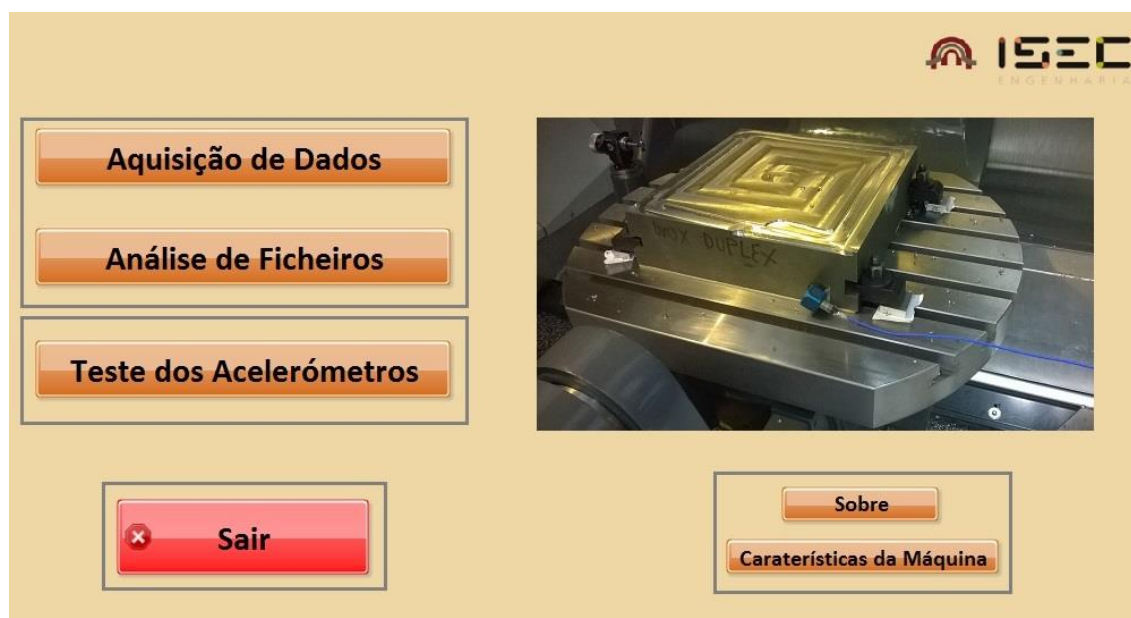 ISEC
ENGENHARIA
Aquisição de Dados
Análise de Ficheiros
Teste dos Acelerómetros
INOX DUPLEX
Sair
Sobre
Caraterísticas da Máquina